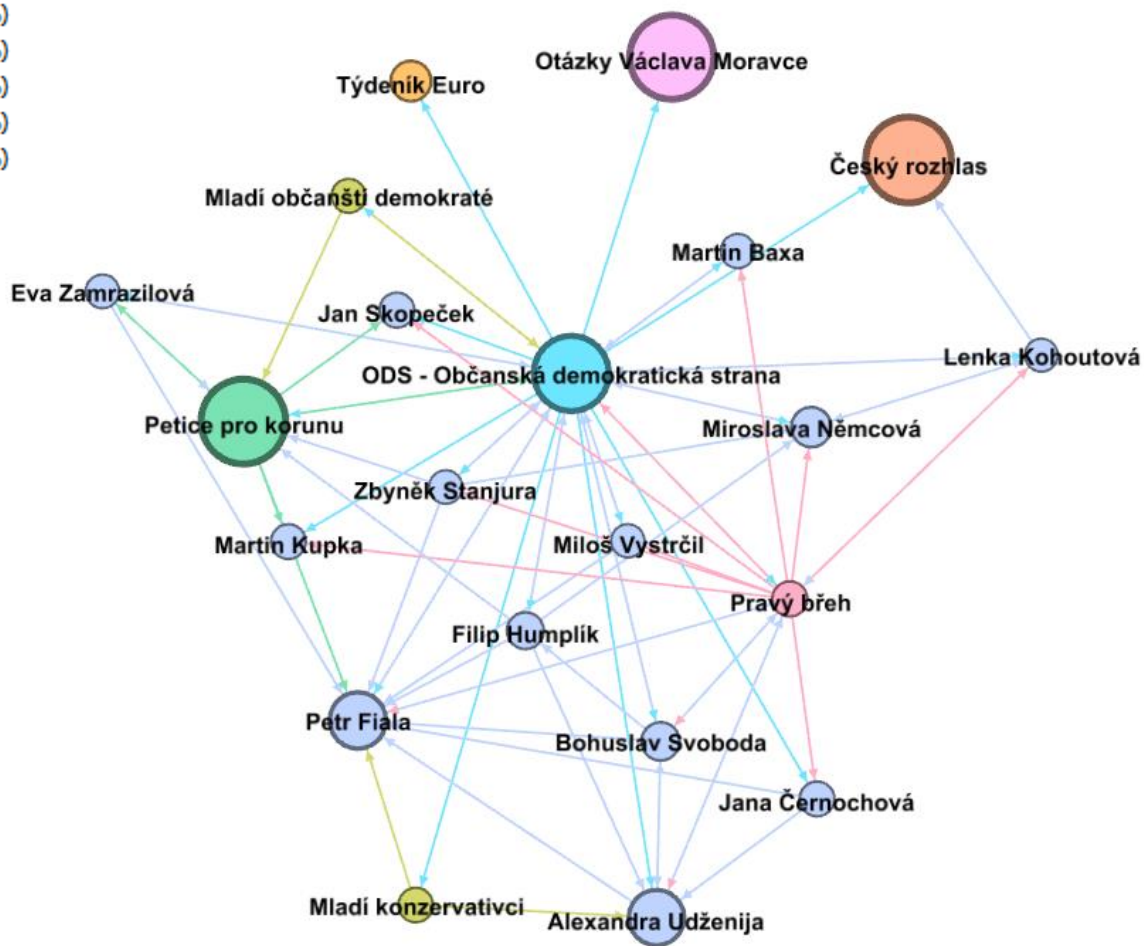 %)
%)
%)
%)
%)
Otázky Václava Moravce
Týdeník Euro
Český rozhlas
Mladí občanští demokraté
Martin Baxa
Eva Zamrazilová
Jan Skopeček
Lenka Kohoutová
ODS - Občanská demokratická strana
Petice pro korunu
Miroslava Němcová
Zbyněk Stanjura
Martin Kupka
Miloš Vystrčil
Pravý břeh
Filip Humplík
Petr Fiala
Bohuslav Svoboda
Jana Černochová
Mladí konzervativci
Alexandra Udženija